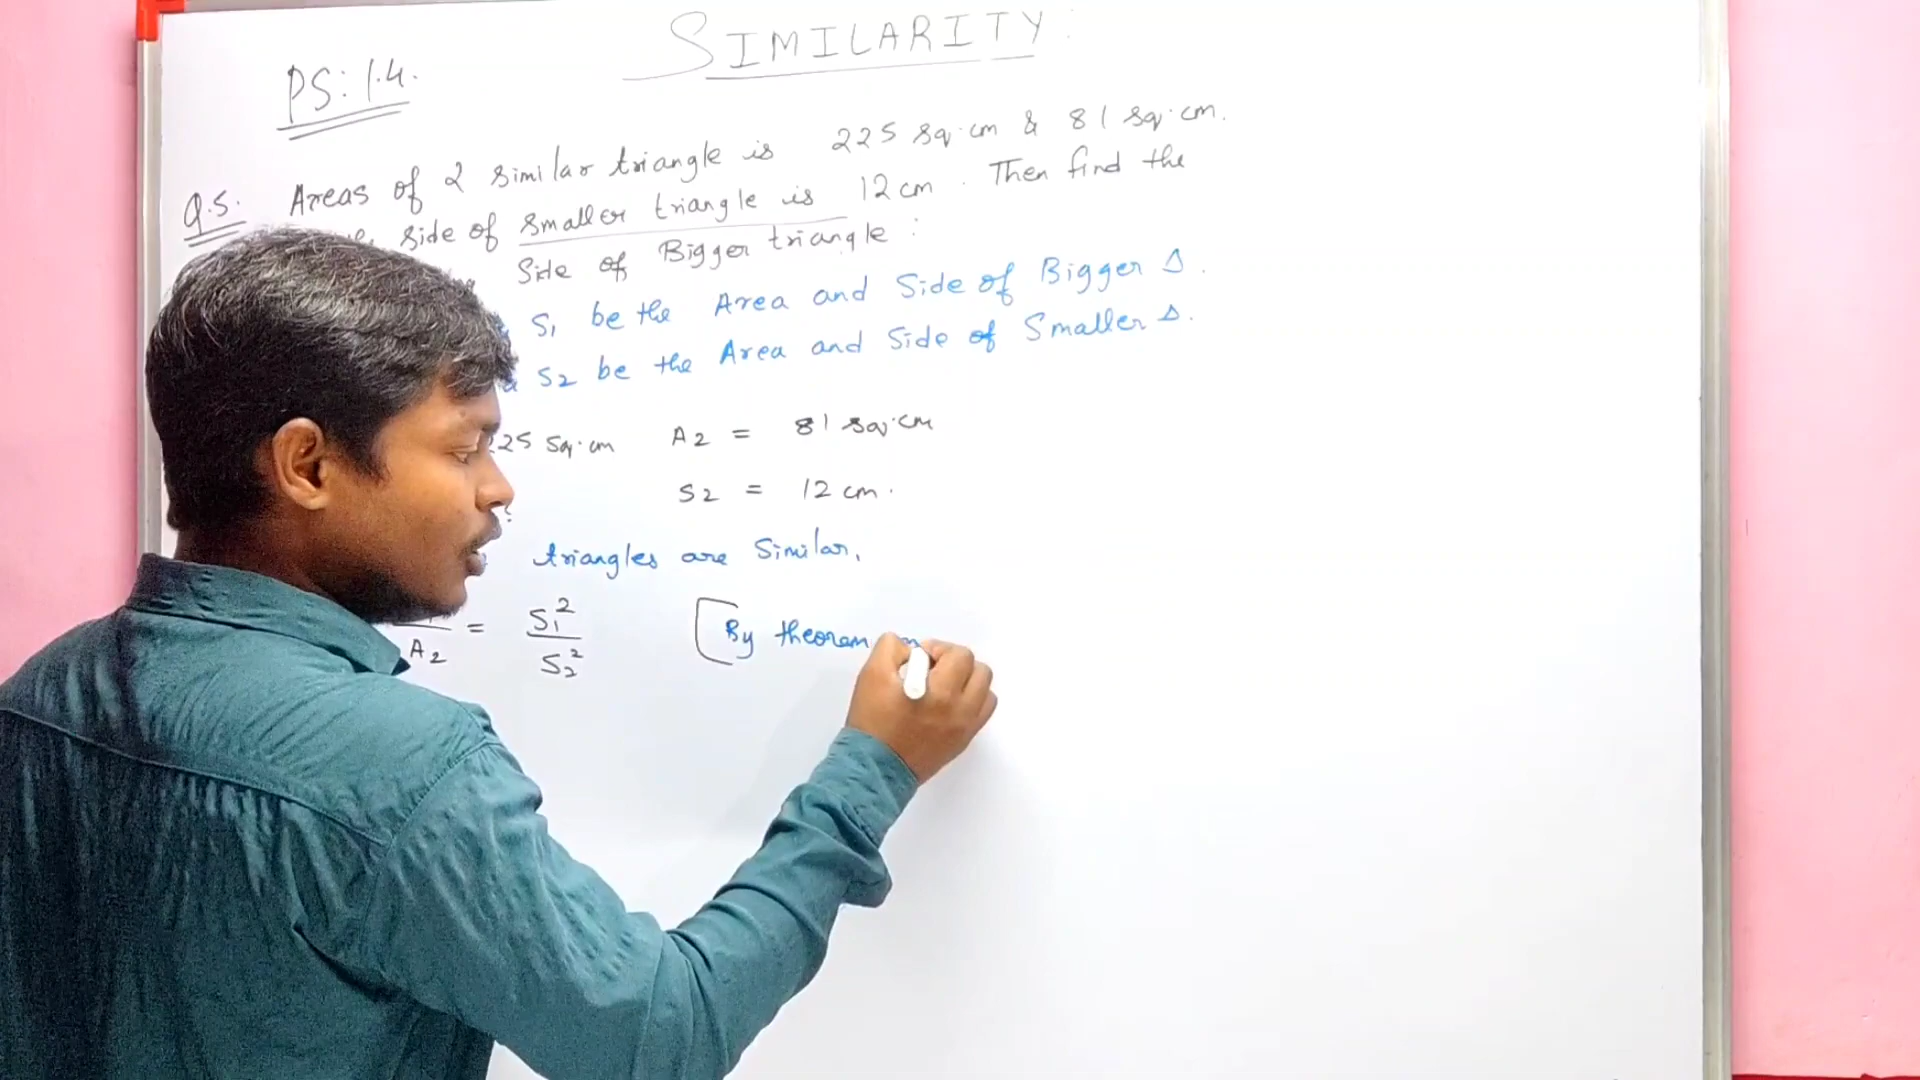 SIMILARITY:
PS: 1.4.
Q.5. Areas of 2 similar triangle is 225 sq.cm & 81 sq.cm.
side of smaller triangle is 12 cm. Then find the
Side of Bigger triangle:
S₁ be the Area and Side of Bigger Δ.
S₂ be the Area and Side of Smaller Δ.
225 Sq.cm A₂ = 81 sq.cm
S₂ = 12 cm.
?
triangles are Similar,
A₂ = S₁² / S₂² [By theorem